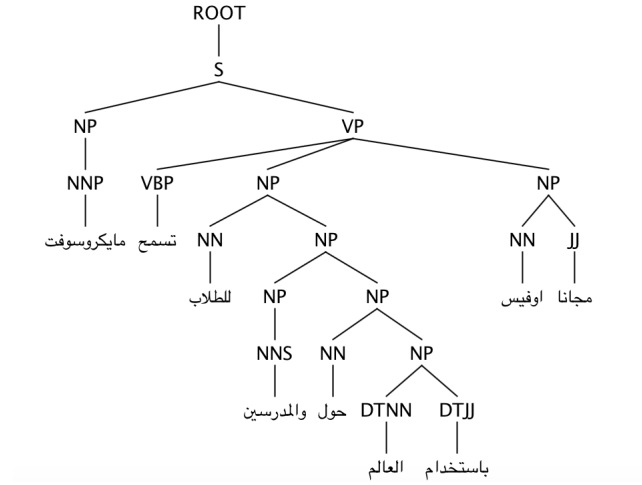 ROOT
S
NP VP
NNP VBP NP NP
مايكروسوفت تسمح NN NP NN JJ
للطلاب NP NP اوفيس مجانا
NNS NN NP
والمدرسين حول DTNN DTJJ
العالم باستخدام